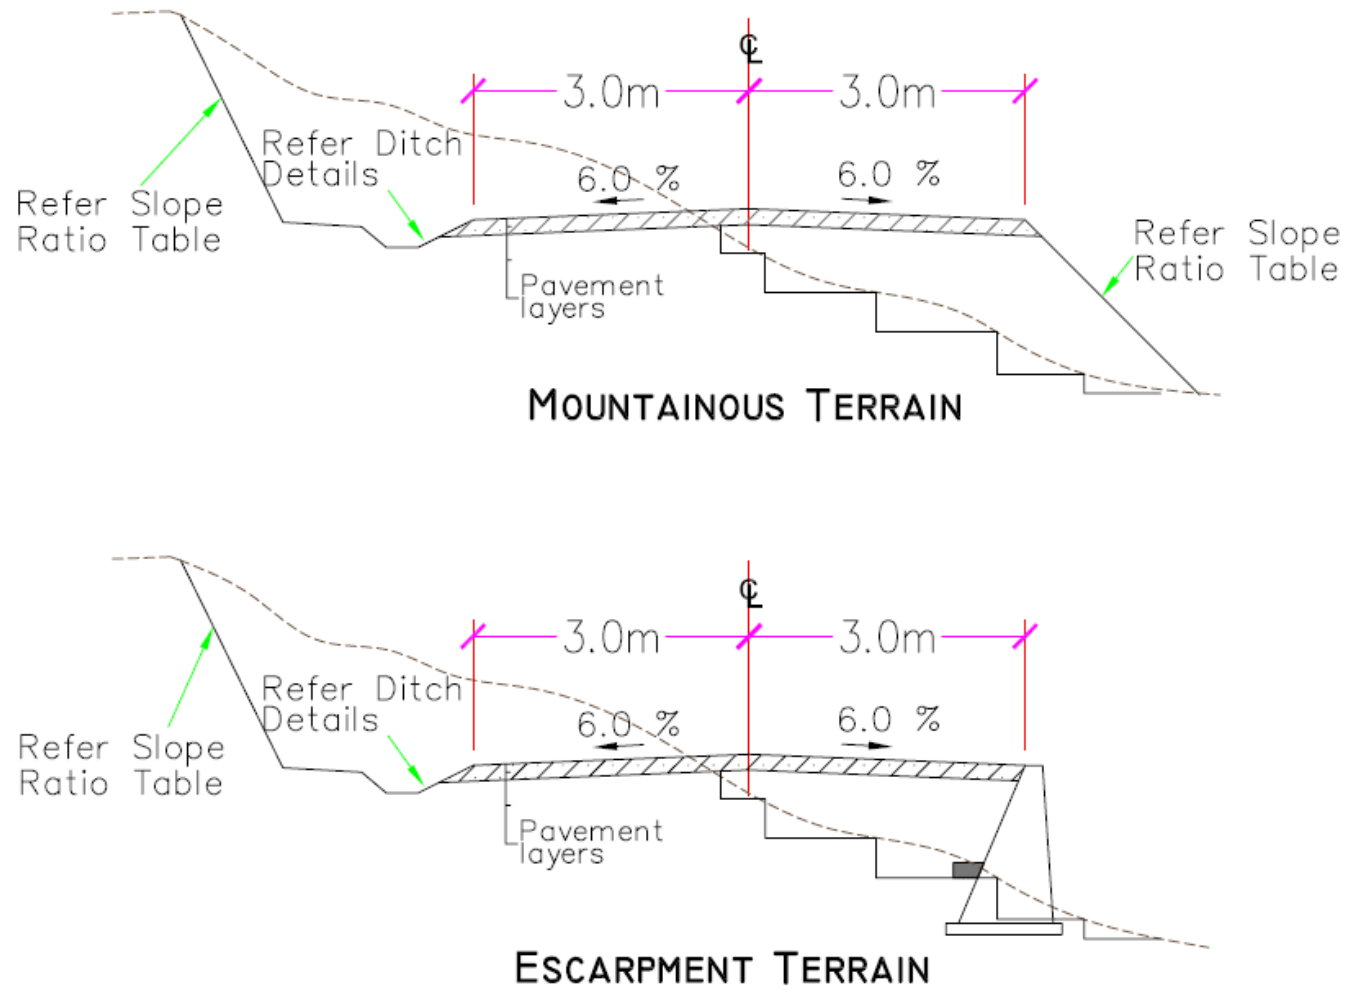 ℄
3.0m 3.0m
Refer Ditch
Details
6.0 % 6.0 %
Refer Slope
Ratio Table
Refer Slope
Ratio Table
Pavement
layers
MOUNTAINOUS TERRAIN
℄
3.0m 3.0m
Refer Ditch
Details
6.0 % 6.0 %
Refer Slope
Ratio Table
Pavement
layers
ESCARPMENT TERRAIN